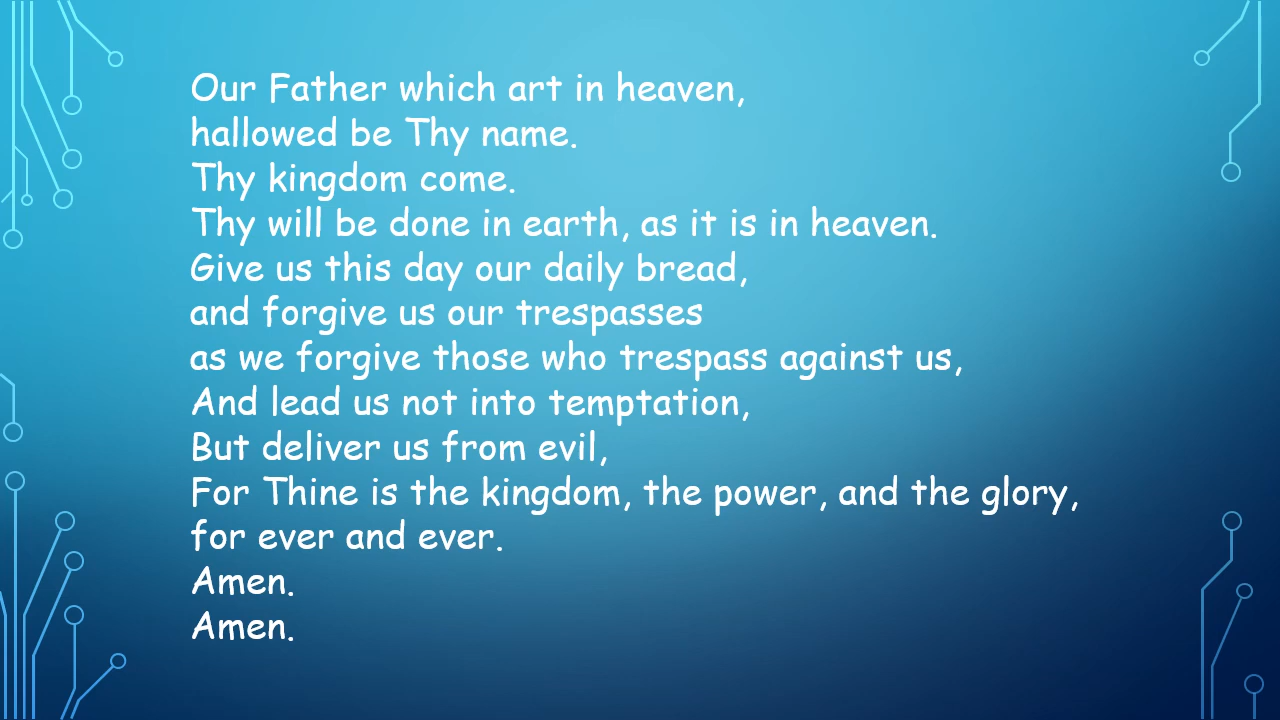 Our Father which art in heaven,
hallowed be Thy name.
Thy kingdom come.
Thy will be done in earth, as it is in heaven.
Give us this day our daily bread,
and forgive us our trespasses
as we forgive those who trespass against us,
And lead us not into temptation,
But deliver us from evil,
For Thine is the kingdom, the power, and the glory,
for ever and ever.
Amen.
Amen.